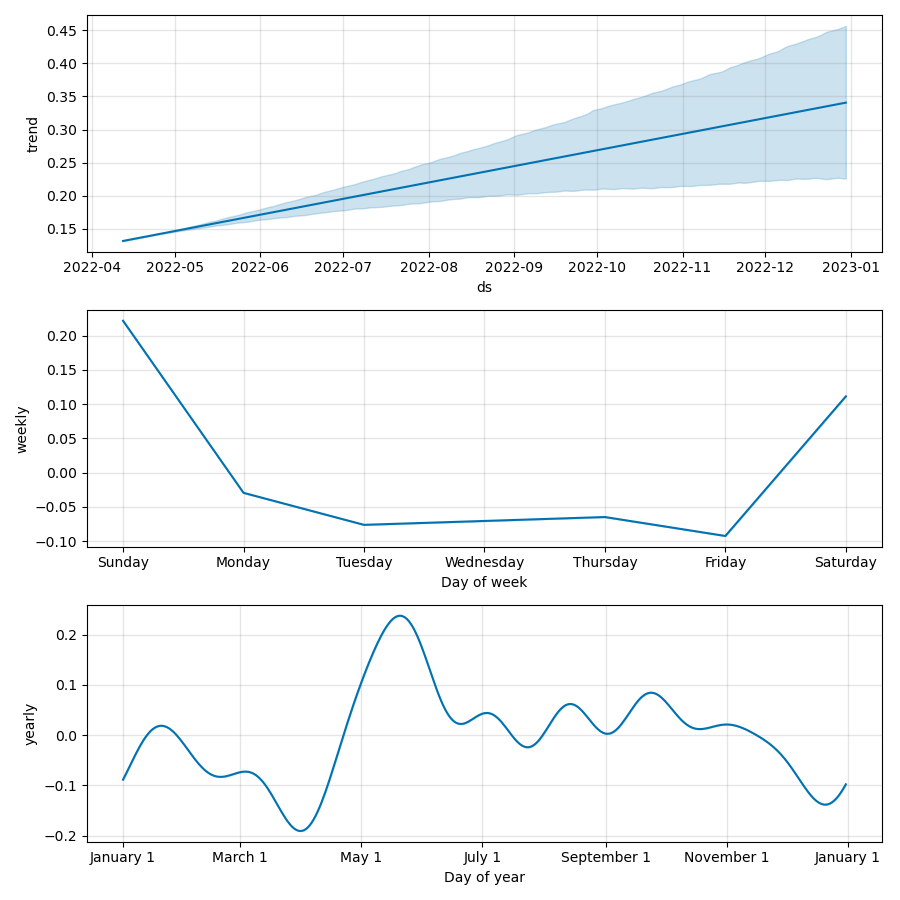 0.45
0.40
0.35
0.30
0.25
0.20
0.15
trend
2022-04 2022-05 2022-06 2022-07 2022-08 2022-09 2022-10 2022-11 2022-12 2023-01
ds
0.20
0.15
0.10
0.05
0.00
−0.05
−0.10
weekly
Sunday Monday Tuesday Wednesday Thursday Friday Saturday
Day of week
0.2
0.1
0.0
−0.1
−0.2
yearly
January 1 March 1 May 1 July 1 September 1 November 1 January 1
Day of year